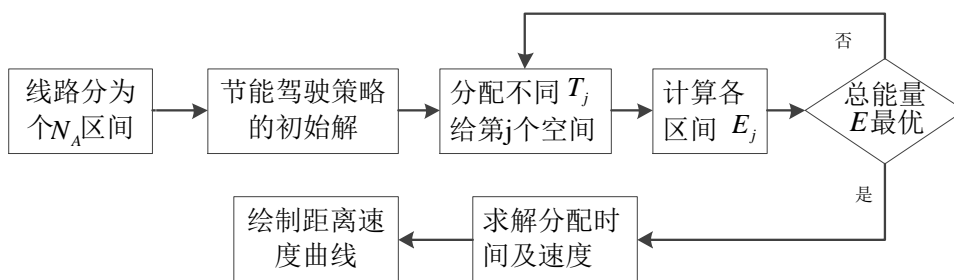 线路分为
个N_A区间
节能驾驶策略
的初始解
分配不同 T_j
给第j个空间
计算各
区间 E_j
总能量
E最优
否
是
求解分配时
间及速度
绘制距离速
度曲线